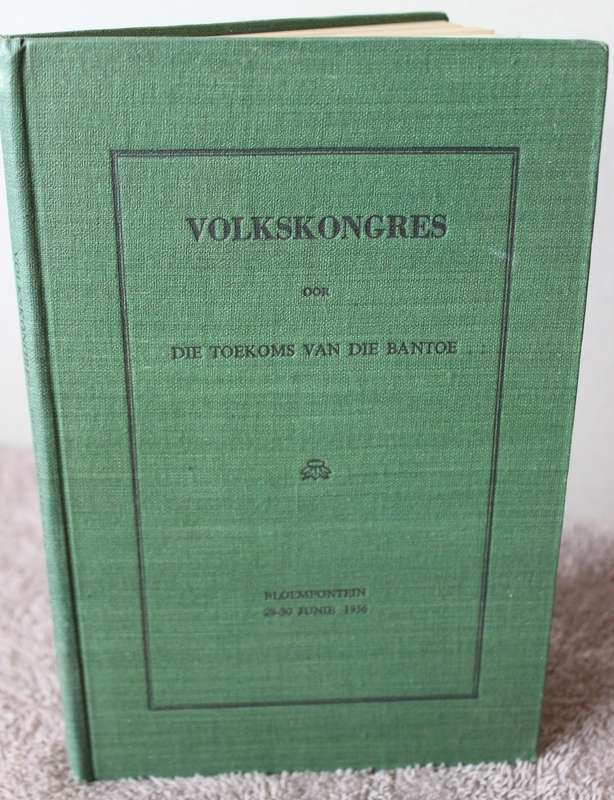 VOLKSKONGRES
OOR
DIE TOEKOMS VAN DIE BANTOE
BLOEMFONTEIN
28-30 JUNIE 1956